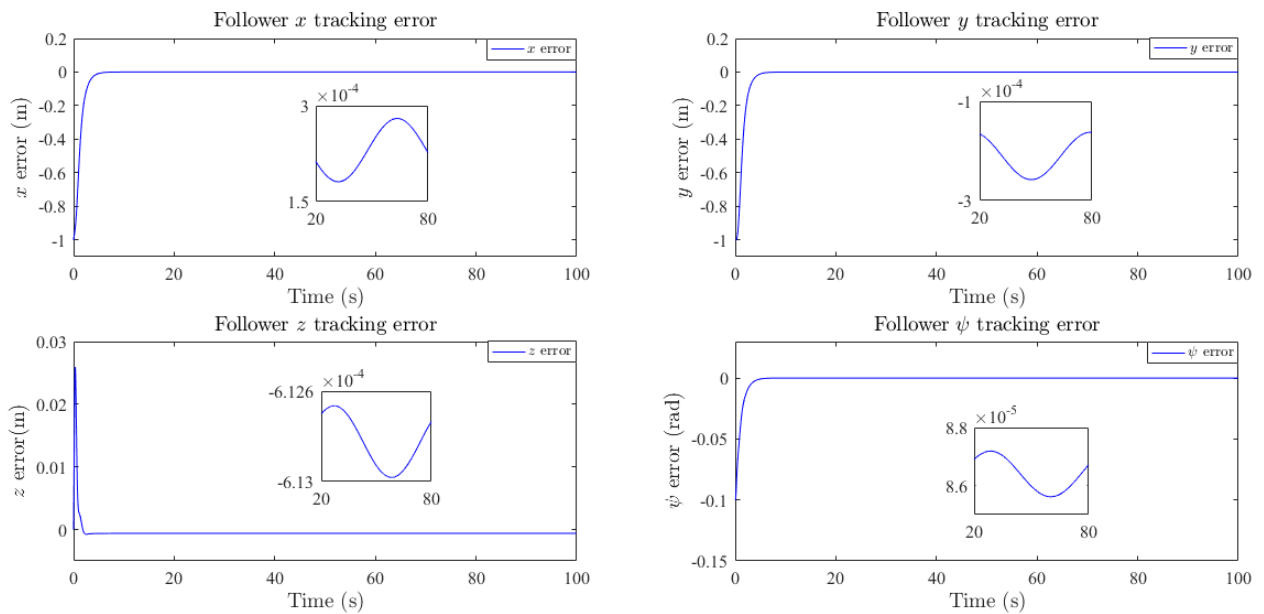 Follower x tracking error
0.2
0
-0.2
-0.4
-0.6
-0.8
-1
x error (m)
x error
×10⁻⁴
3
1.5
20 80
0 20 40 60 80 100
Time (s)
Follower y tracking error
0.2
0
-0.2
-0.4
-0.6
-0.8
-1
y error (m)
y error
×10⁻⁴
-1
-3
20 80
0 20 40 60 80 100
Time (s)
Follower z tracking error
0.03
0.02
0.01
0
z error(m)
z error
×10⁻⁴
-6.126
-6.13
20 80
0 20 40 60 80 100
Time (s)
Follower ψ tracking error
0
-0.05
-0.1
-0.15
ψ error (rad)
ψ error
×10⁻⁵
8.8
8.6
20 80
0 20 40 60 80 100
Time (s)